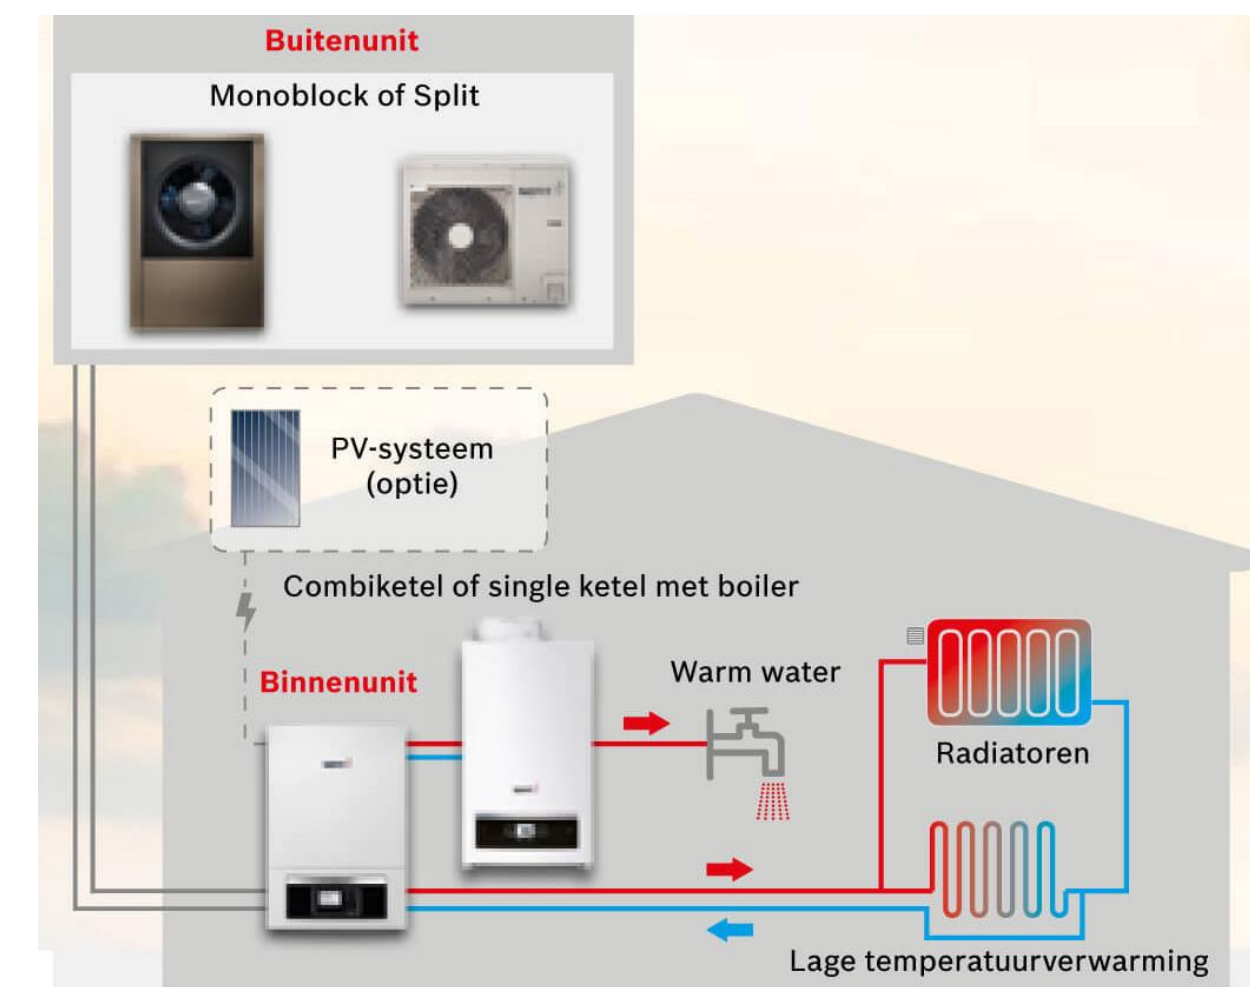 Buitenunit
Monoblock of Split
PV-systeem
(optie)
Combiketel of single ketel met boiler
Binnenunit
Warm water
Radiatoren
Lage temperatuurverwarming